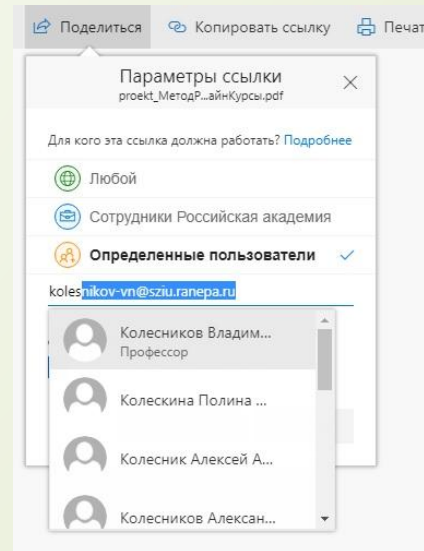 Поделиться Копировать ссылку Печат
Параметры ссылки
proekt_МетодР...айнКурсы.pdf
Для кого эта ссылка должна работать? Подробнее
Любой
Сотрудники Российская академия
Определенные пользователи
kolesnikov-vn@sziu.ranepa.ru
Колесников Владим...
Профессор
Колескина Полина ...
Колесник Алексей А...
Колесников Алексан...